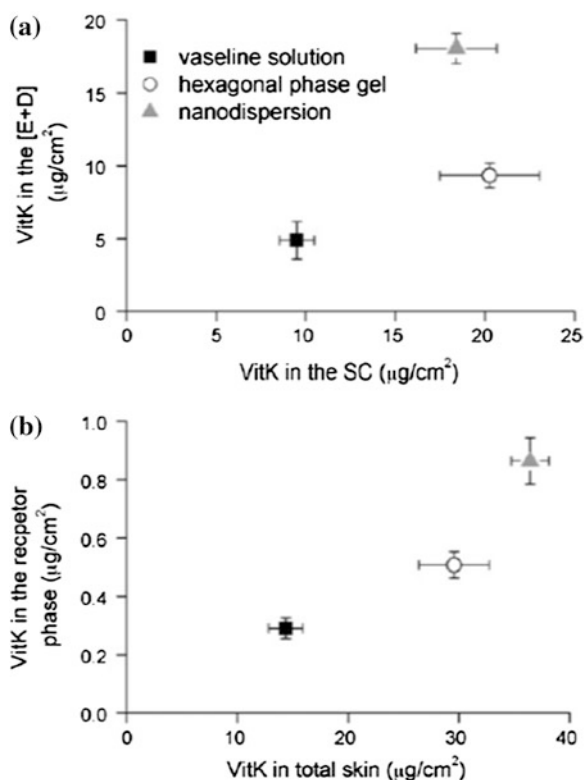 (a)
20
15
10
5
0
VitK in the [E+D]
(µg/cm²)
vaseline solution
hexagonal phase gel
nanodispersion
0 5 10 15 20 25
VitK in the SC (µg/cm²)
(b)
1.0
0.8
0.6
0.4
0.2
0.0
VitK in the recpetor
phase (µg/cm²)
0 10 20 30 40
VitK in total skin (µg/cm²)